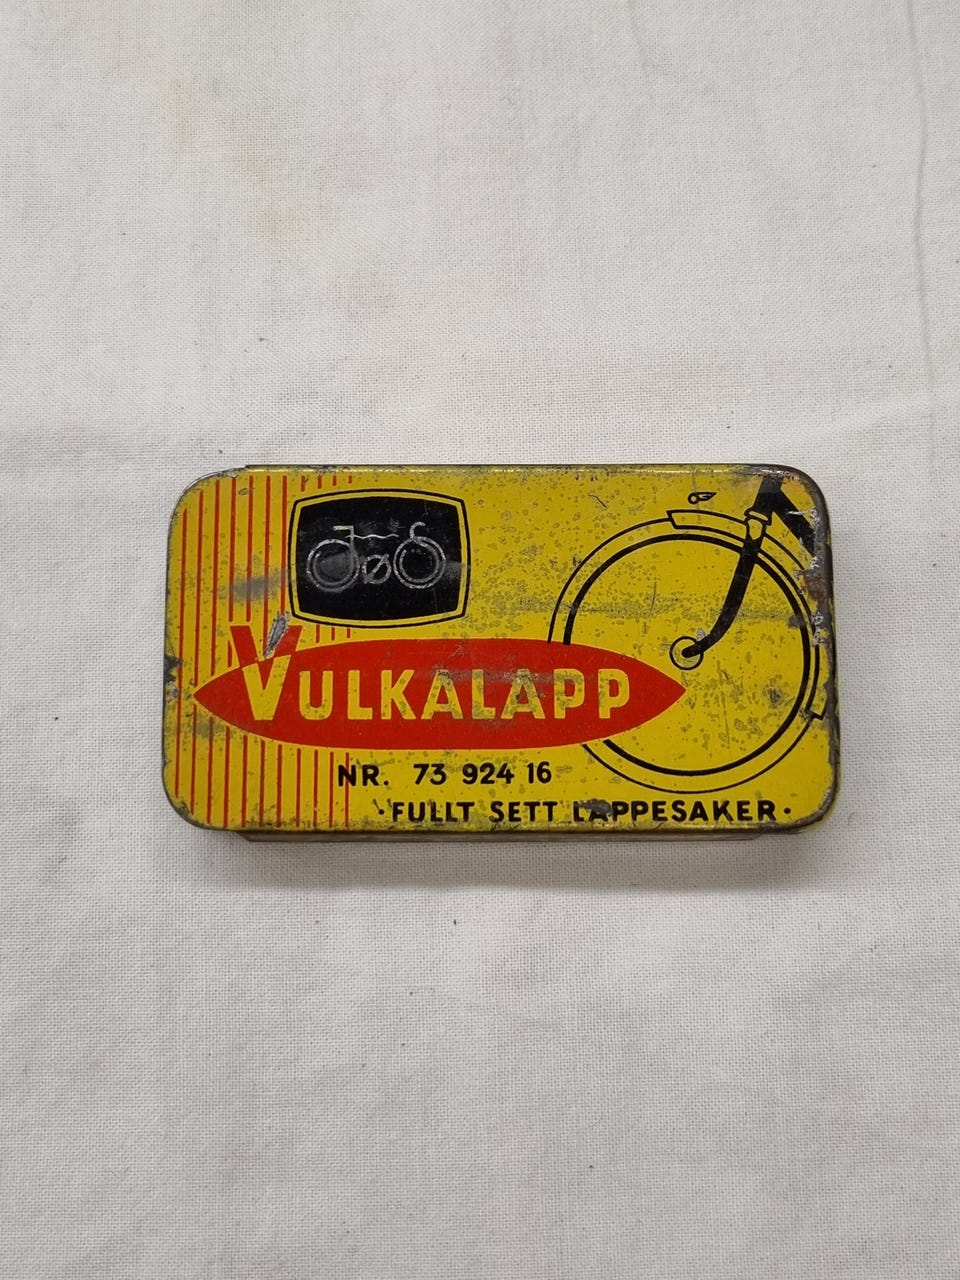 VULKALAPP
NR. 73 924 16
·FULLT SETT LAPPESAKER·